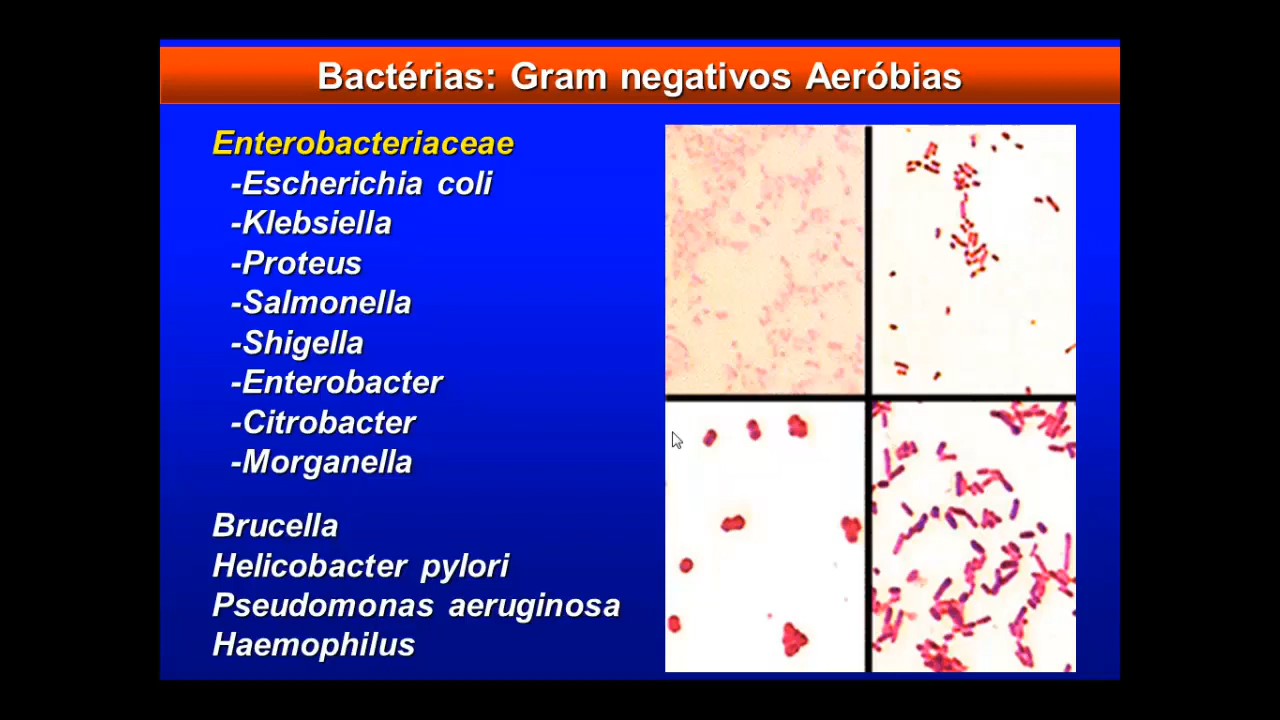 Bactérias: Gram negativos Aeróbias
Enterobacteriaceae
-Escherichia coli
-Klebsiella
-Proteus
-Salmonella
-Shigella
-Enterobacter
-Citrobacter
-Morganella
Brucella
Helicobacter pylori
Pseudomonas aeruginosa
Haemophilus